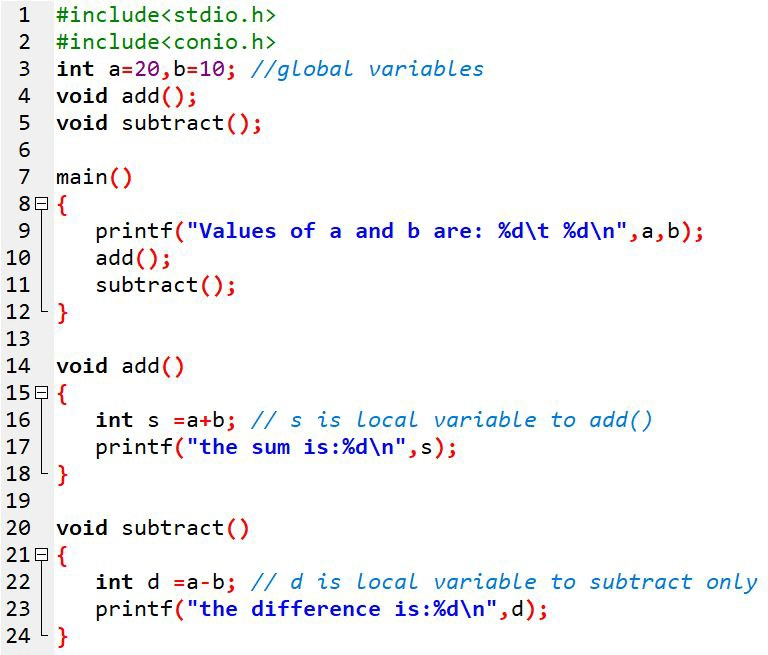 1 #include<stdio.h>
2 #include<conio.h>
3 int a=20,b=10; //global variables
4 void add();
5 void subtract();
6
7 main()
8 {
9 printf("Values of a and b are: %d\t %d\n",a,b);
10 add();
11 subtract();
12 }
13
14 void add()
15 {
16 int s =a+b; // s is local variable to add()
17 printf("the sum is:%d\n",s);
18 }
19
20 void subtract()
21 {
22 int d =a-b; // d is local variable to subtract only
23 printf("the difference is:%d\n",d);
24 }